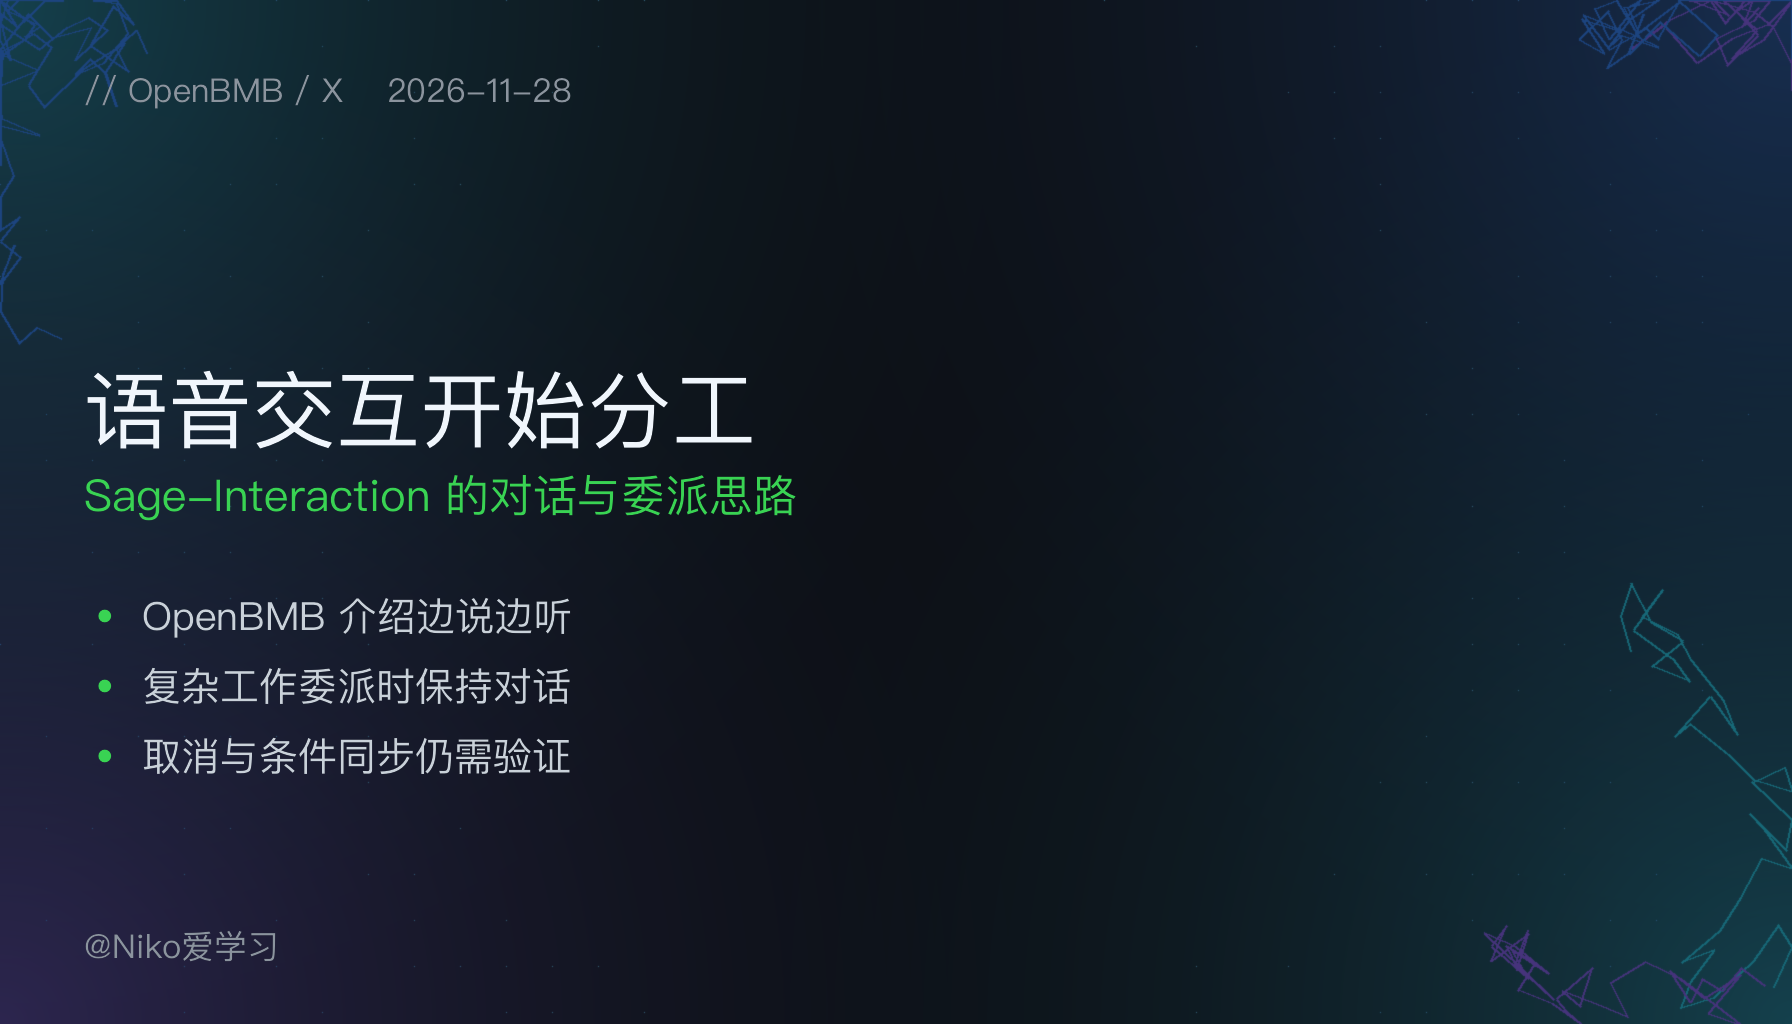 // OpenBMB / X 2026-11-28
语音交互开始分工
Sage-Interaction 的对话与委派思路
• OpenBMB 介绍边说边听
• 复杂工作委派时保持对话
• 取消与条件同步仍需验证
@Niko爱学习